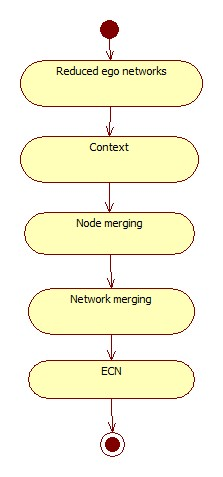 Reduced ego networks
Context
Node merging
Network merging
ECN